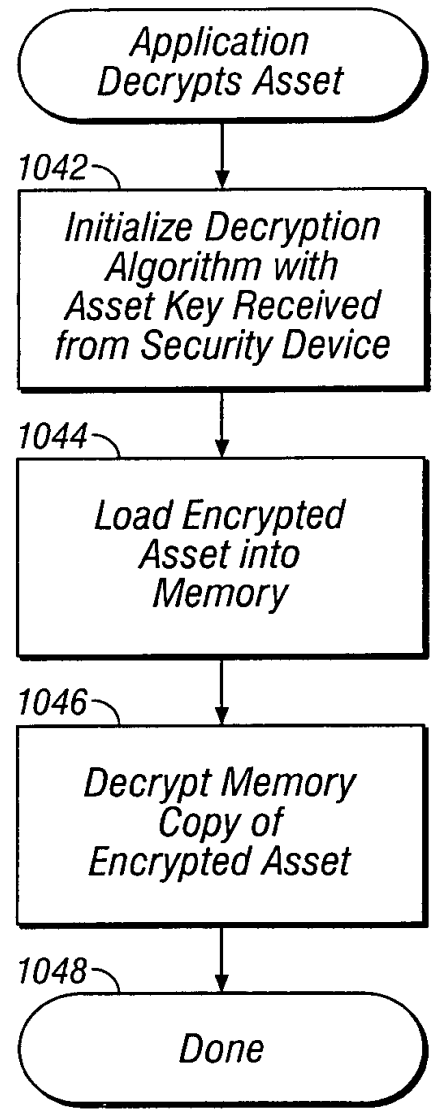 Application
Decrypts Asset
1042
Initialize Decryption
Algorithm with
Asset Key Received
from Security Device
1044
Load Encrypted
Asset into
Memory
1046
Decrypt Memory
Copy of
Encrypted Asset
1048
Done